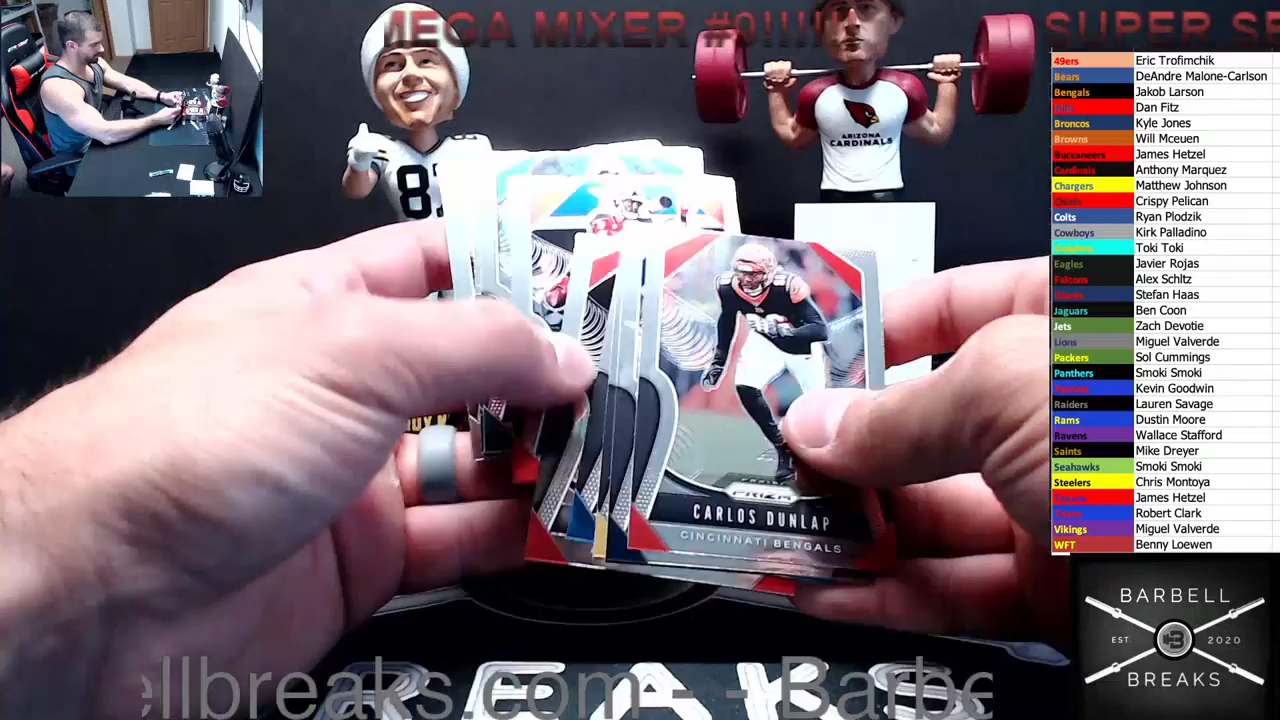 MEGA MIXER #9!!!!!
SUPER SE
49ers Eric Trofimchik
Bears DeAndre Malone-Carlson
Bengals Jakob Larson
Bills Dan Fitz
Broncos Kyle Jones
Browns Will Mceuen
Buccaneers James Hetzel
Cardinals Anthony Marquez
Chargers Matthew Johnson
Chiefs Crispy Pelican
Colts Ryan Plodzik
Cowboys Kirk Palladino
Dolphins Toki Toki
Eagles Javier Rojas
Falcons Alex Schltz
Giants Stefan Haas
Jaguars Ben Coon
Jets Zach Devotie
Lions Miguel Valverde
Packers Sol Cummings
Panthers Smoki Smoki
Patriots Kevin Goodwin
Raiders Lauren Savage
Rams Dustin Moore
Ravens Wallace Stafford
Saints Mike Dreyer
Seahawks Smoki Smoki
Steelers Chris Montoya
Texans James Hetzel
Titans Robert Clark
Vikings Miguel Valverde
WFT Benny Loewen
ARIZONA
CARDINALS
PRIZM
CARLOS DUNLAP
CINCINNATI BENGALS
BARBELL
EST. 2020
BREAKS
BREAKS
ellbreaks.com - - Barbe